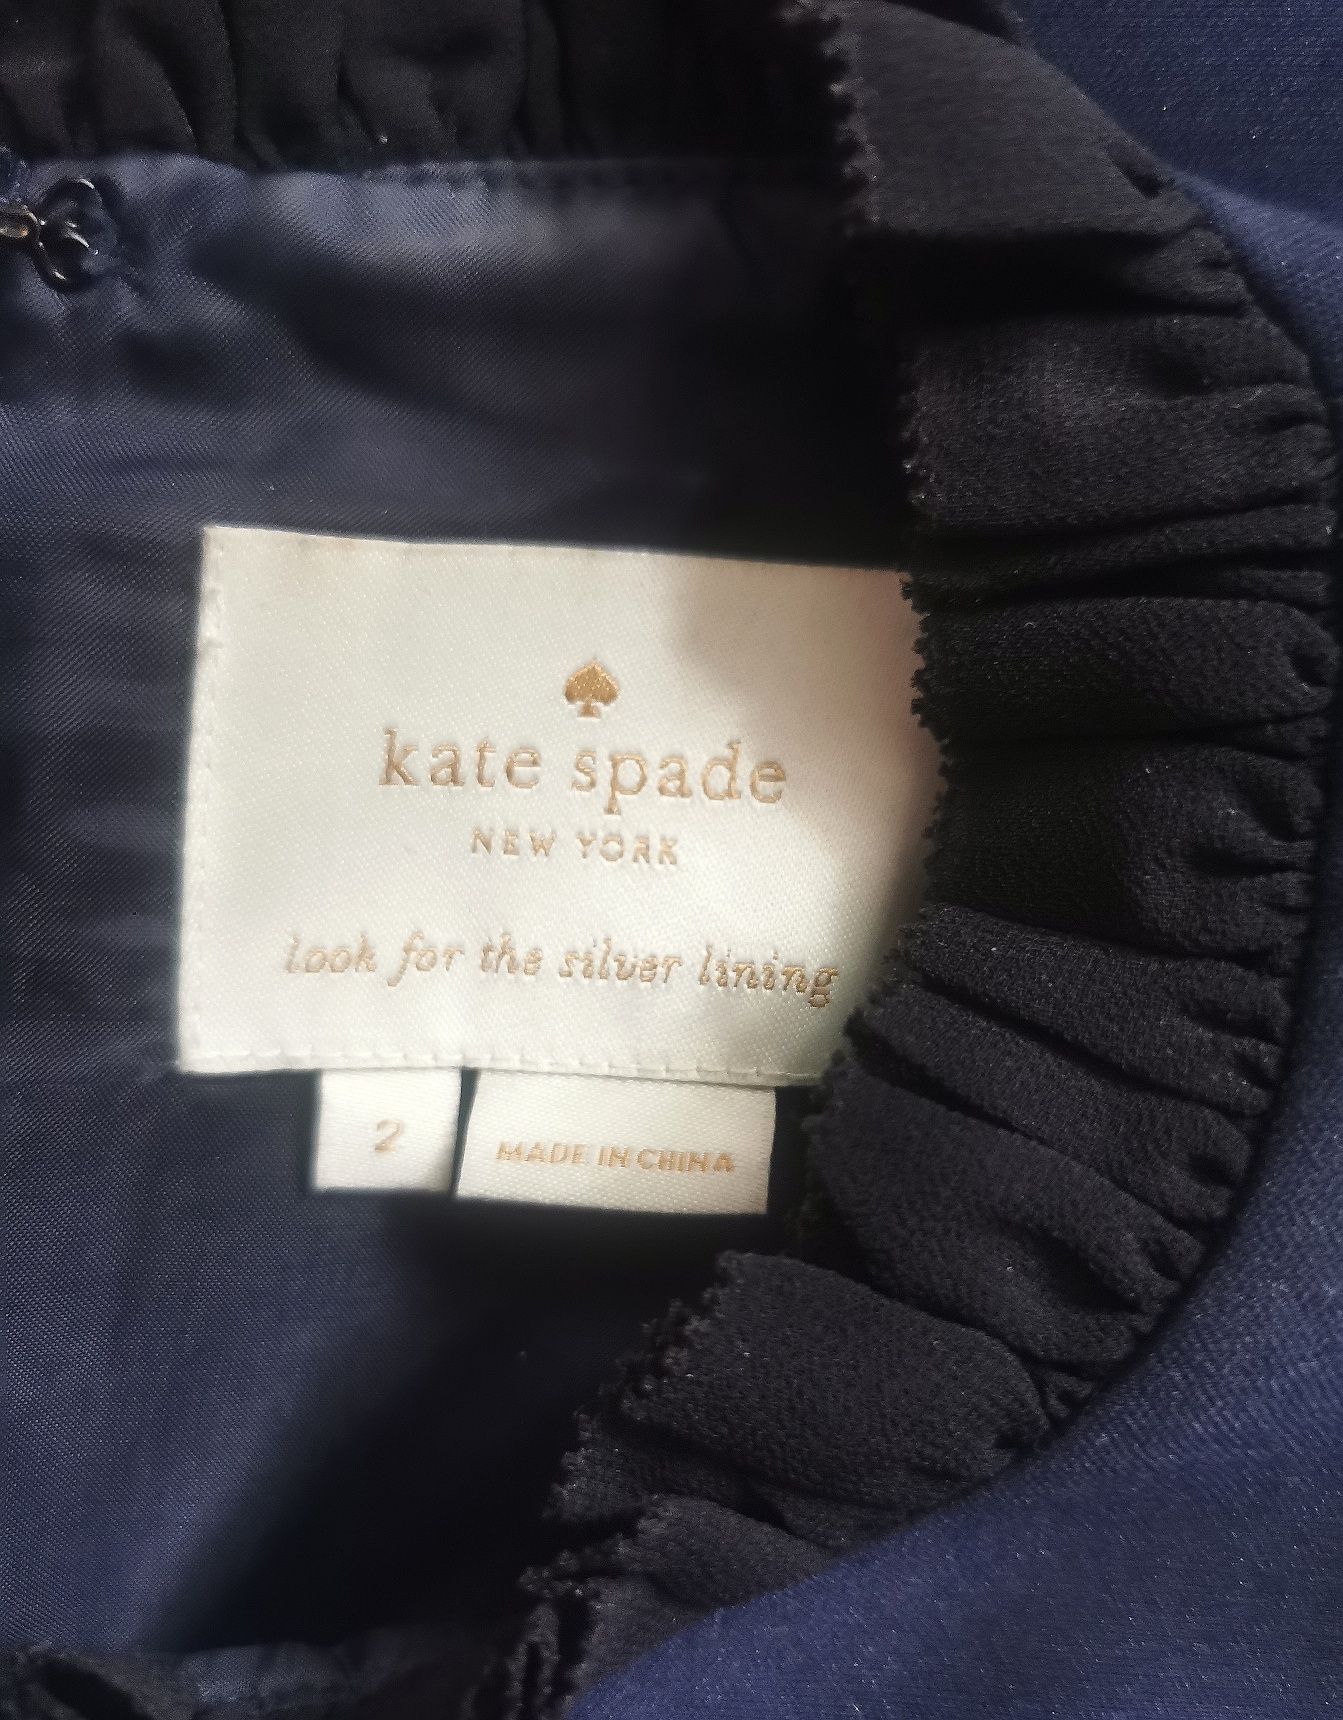 kate spade
NEW YORK
look for the silver lining
2
MADE IN CHINA